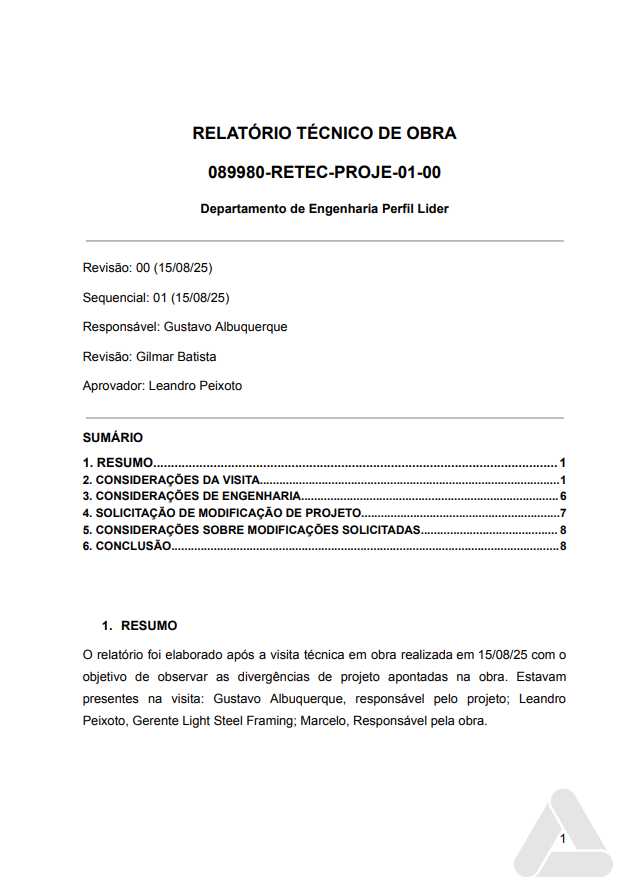 RELATÓRIO TÉCNICO DE OBRA
089980-RETEC-PROJE-01-00
Departamento de Engenharia Perfil Lider
Revisão: 00 (15/08/25)
Sequencial: 01 (15/08/25)
Responsável: Gustavo Albuquerque
Revisão: Gilmar Batista
Aprovador: Leandro Peixoto
SUMÁRIO
1. RESUMO.............................................................................................................. 1
2. CONSIDERAÇÕES DA VISITA...........................................................................................1
3. CONSIDERAÇÕES DE ENGENHARIA.............................................................................. 6
4. SOLICITAÇÃO DE MODIFICAÇÃO DE PROJETO............................................................7
5. CONSIDERAÇÕES SOBRE MODIFICAÇÕES SOLICITADAS.......................................... 8
6. CONCLUSÃO......................................................................................................................8
1. RESUMO
O relatório foi elaborado após a visita técnica em obra realizada em 15/08/25 com o
objetivo de observar as divergências de projeto apontadas na obra. Estavam
presentes na visita: Gustavo Albuquerque, responsável pelo projeto; Leandro
Peixoto, Gerente Light Steel Framing; Marcelo, Responsável pela obra.
1